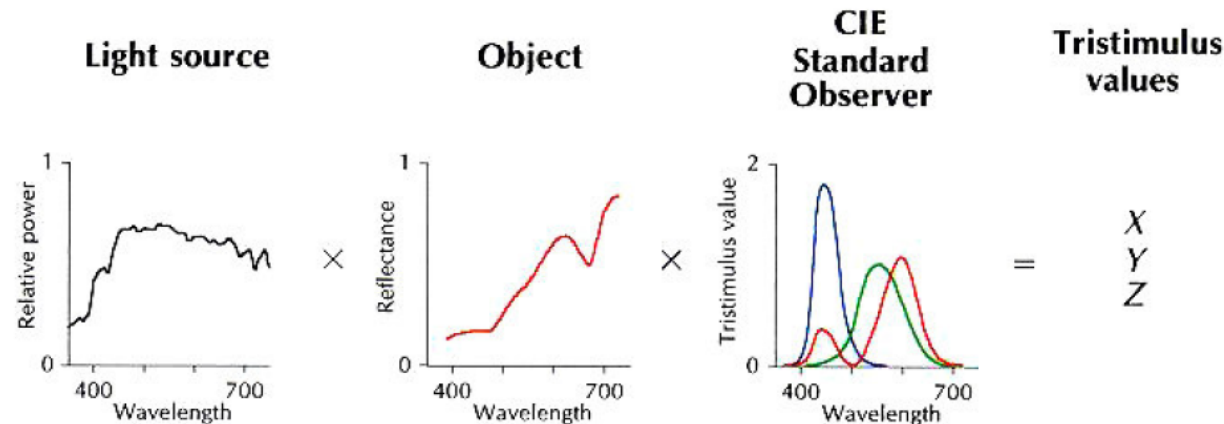 Light source
Object
CIE
Standard
Observer
Tristimulus
values
1
Relative power
0
400
700
Wavelength
×
1
Reflectance
0
400
700
Wavelength
×
2
Tristimulus value
0
400
700
Wavelength
=
X
Y
Z